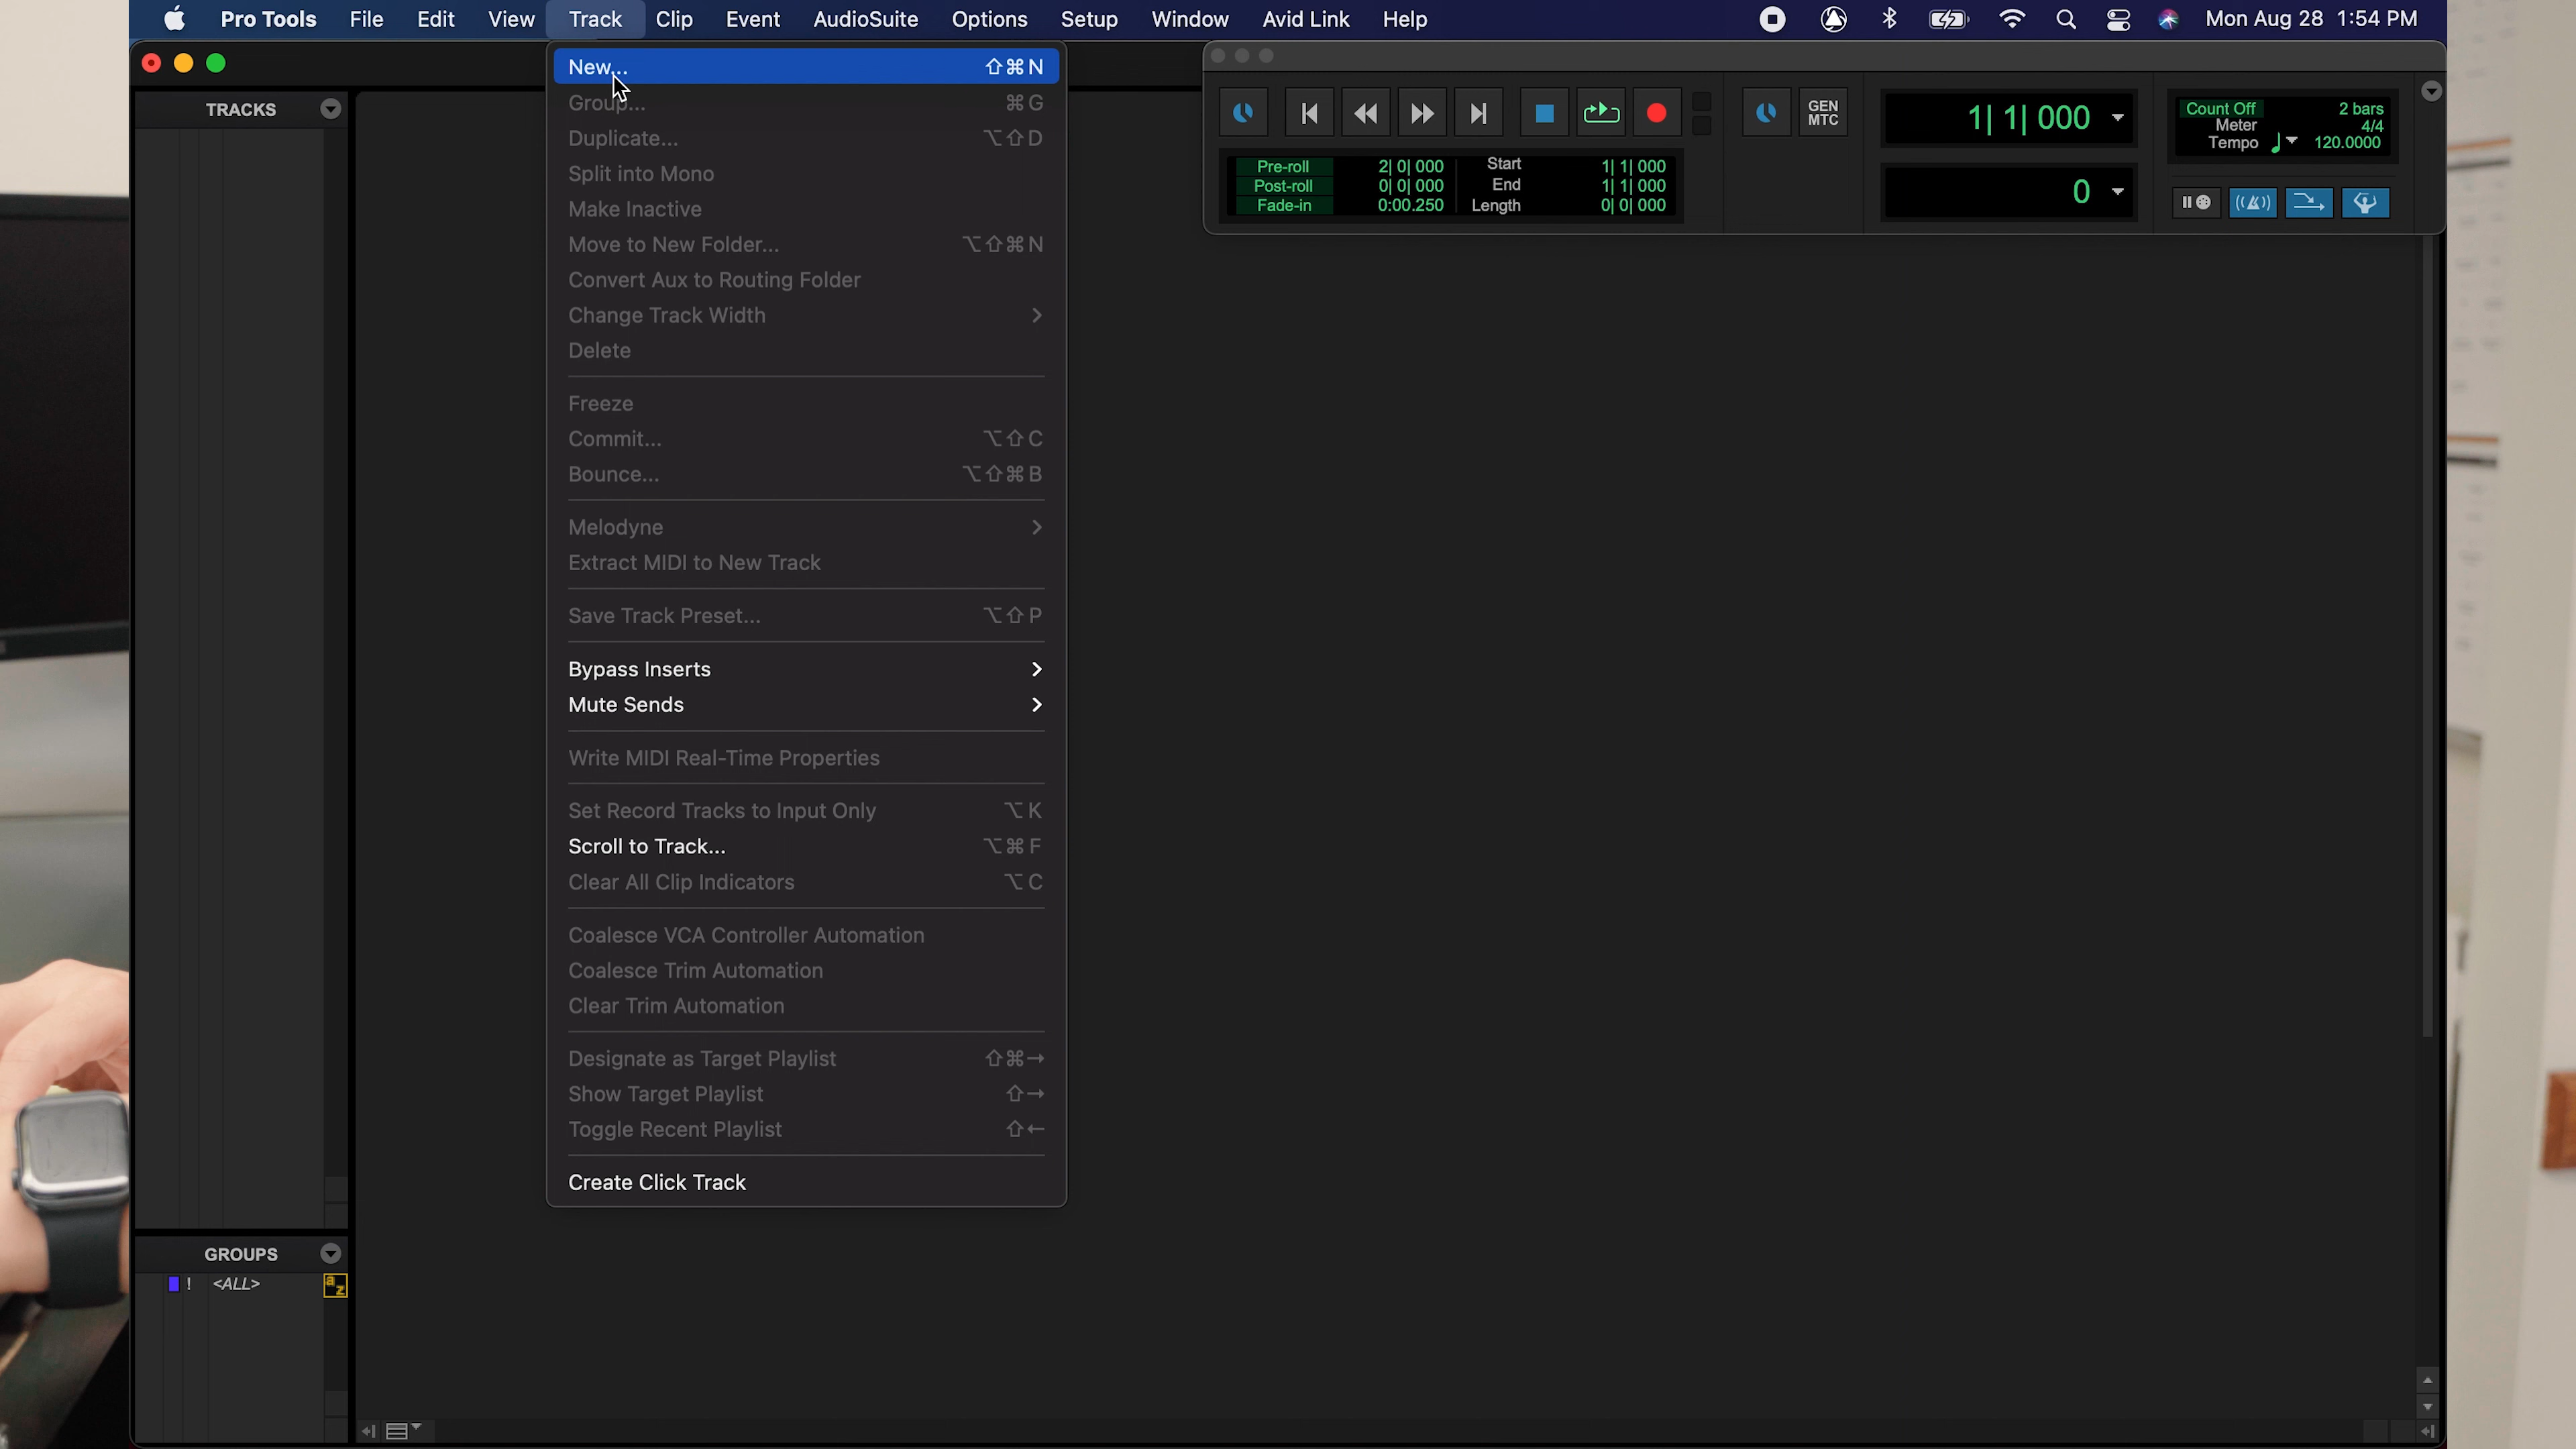 Pro Tools File Edit View Track Clip Event AudioSuite Options Setup Window Avid Link Help Mon Aug 28 1:54 PM
New... ⇧⌘N
Group... ⌘G
Duplicate... ⌥⇧D
Split into Mono
Make Inactive
Move to New Folder... ⌥⇧⌘N
Convert Aux to Routing Folder
Change Track Width >
Delete
Freeze
Commit... ⌥⇧C
Bounce... ⌥⇧⌘B
Melodyne >
Extract MIDI to New Track
Save Track Preset... ⌥⇧P
Bypass Inserts >
Mute Sends >
Write MIDI Real-Time Properties
Set Record Tracks to Input Only ⌥K
Scroll to Track... ⌥⌘F
Clear All Clip Indicators ⌥C
Coalesce VCA Controller Automation
Coalesce Trim Automation
Clear Trim Automation
Designate as Target Playlist ⇧⌘→
Show Target Playlist ⇧→
Toggle Recent Playlist ⇧←
Create Click Track
TRACKS
GROUPS
! <ALL> a z
GEN
MTC
1| 1| 000
0
Count Off 2 bars
Meter 4/4
Tempo 120.0000
Pre-roll 2| 0| 000 Start 1| 1| 000
Post-roll 0| 0| 000 End 1| 1| 000
Fade-in 0:00.250 Length 0| 0| 000